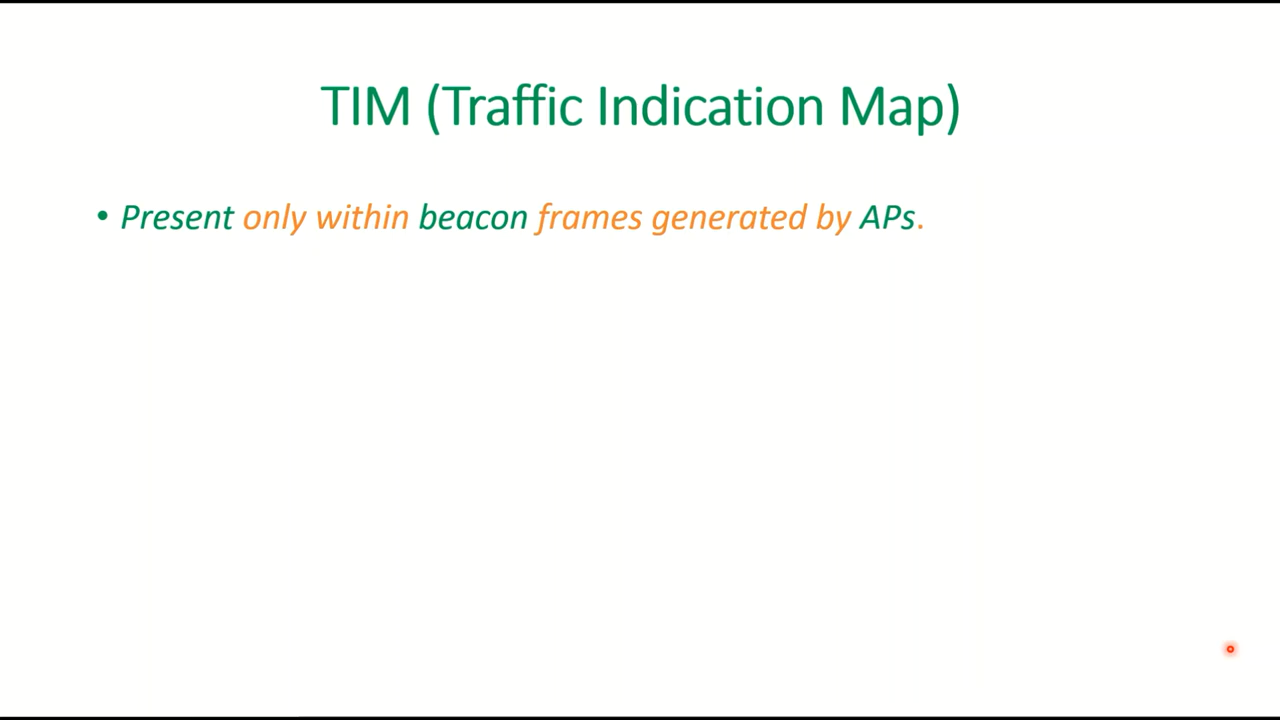 TIM (Traffic Indication Map)
• Present only within beacon frames generated by APs.